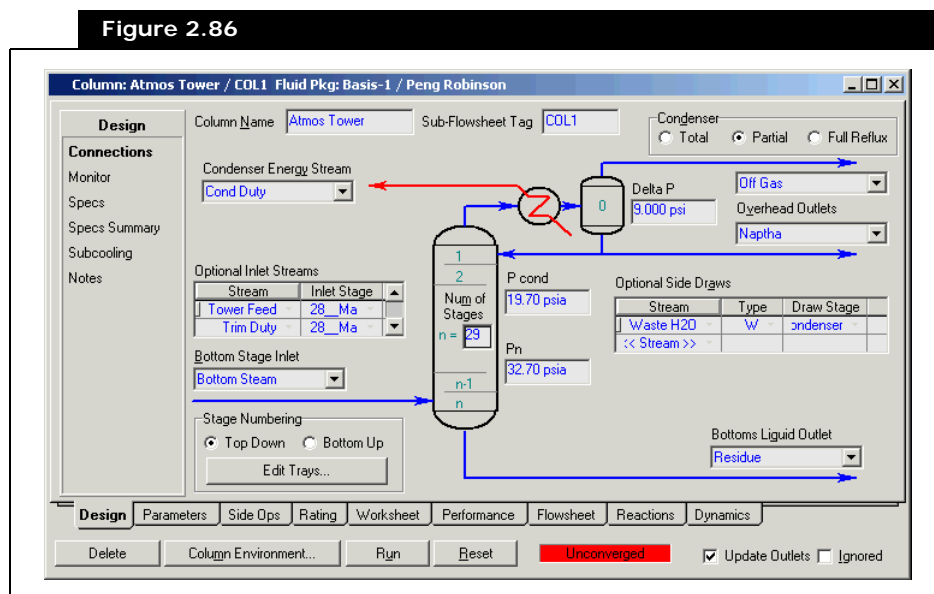 Figure 2.86
Column: Atmos Tower / COL1 Fluid Pkg: Basis-1 / Peng Robinson
Design
Connections
Monitor
Specs
Specs Summary
Subcooling
Notes
Column Name Atmos Tower Sub-Flowsheet Tag COL1
Condenser
Total Partial Full Reflux
Condenser Energy Stream
Cond Duty
0
Delta P
9.000 psi
Off Gas
Overhead Outlets
Naptha
Optional Inlet Streams
Stream Inlet Stage
Tower Feed 28__Ma
Trim Duty 28__Ma
Bottom Stage Inlet
Bottom Steam
1
2
Num of
Stages
n = 29
n-1
n
P cond
19.70 psia
Pn
32.70 psia
Optional Side Draws
Stream Type Draw Stage
Waste H2O W ondenser
<< Stream >>
Stage Numbering
Top Down Bottom Up
Edit Trays...
Bottoms Liquid Outlet
Residue
Design Parameters Side Ops Rating Worksheet Performance Flowsheet Reactions Dynamics
Delete Column Environment... Run Reset Unconverged Update Outlets Ignored